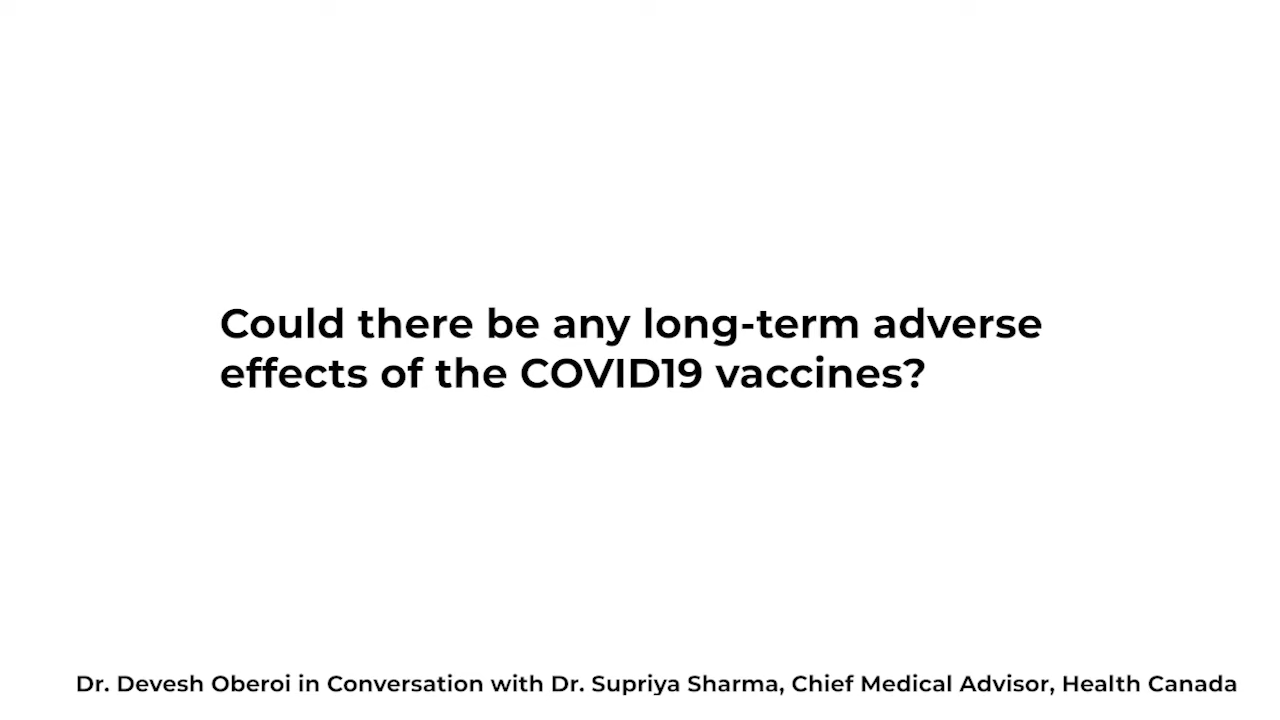 Could there be any long-term adverse
effects of the COVID19 vaccines?
Dr. Devesh Oberoi in Conversation with Dr. Supriya Sharma, Chief Medical Advisor, Health Canada